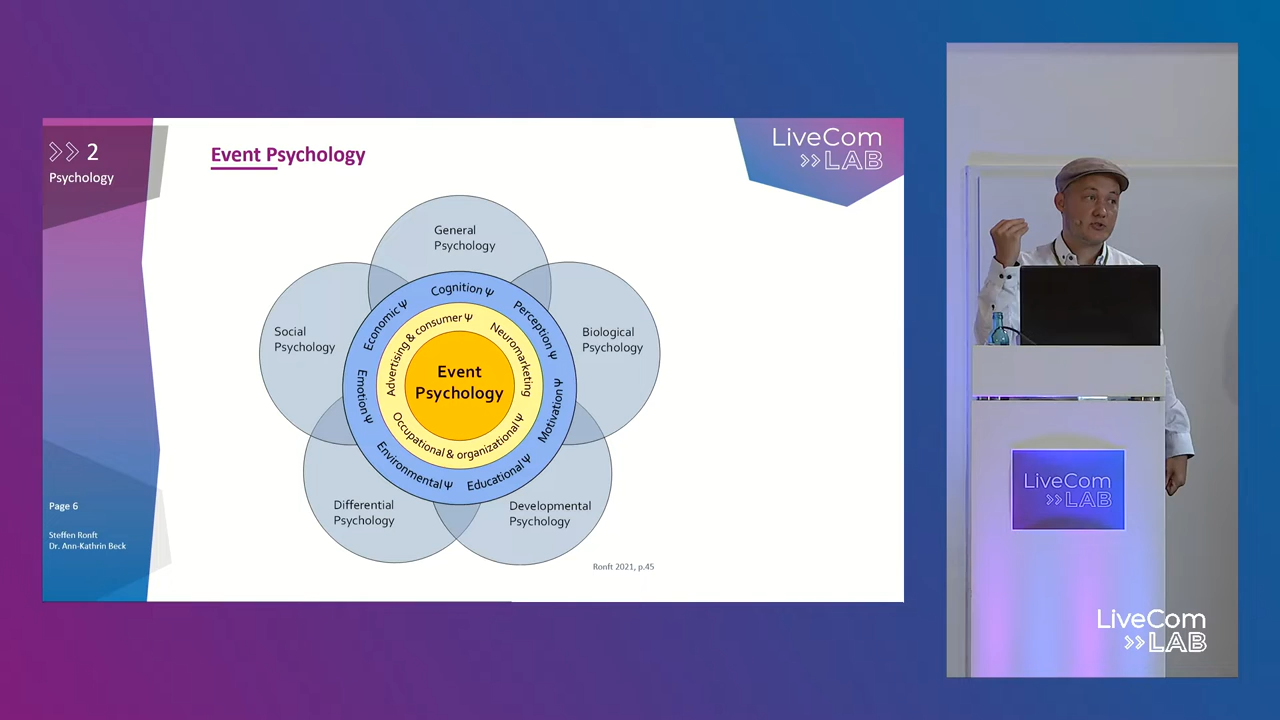 2
Psychology
Event Psychology
LiveCom
LAB
General
Psychology
Social
Psychology
Biological
Psychology
Differential
Psychology
Developmental
Psychology
Cognition Ψ
Perception Ψ
Motivation Ψ
Educational Ψ
Environmental Ψ
Emotion Ψ
Economic Ψ
Advertising & consumer Ψ
Neuromarketing
Occupational & organizational Ψ
Event
Psychology
Page 6
Steffen Ronft
Dr. Ann-Kathrin Beck
Ronft 2021, p.45
LiveCom
LAB
LiveCom
LAB